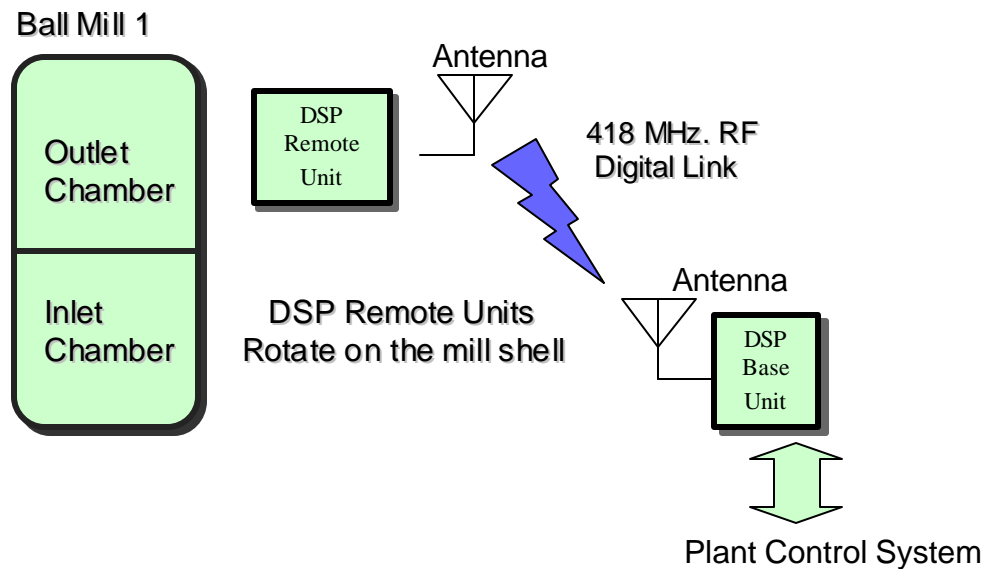 Ball Mill 1
Outlet
Chamber
Inlet
Chamber
DSP
Remote
Unit
Antenna
418 MHz. RF
Digital Link
DSP Remote Units
Rotate on the mill shell
Antenna
DSP
Base
Unit
Plant Control System